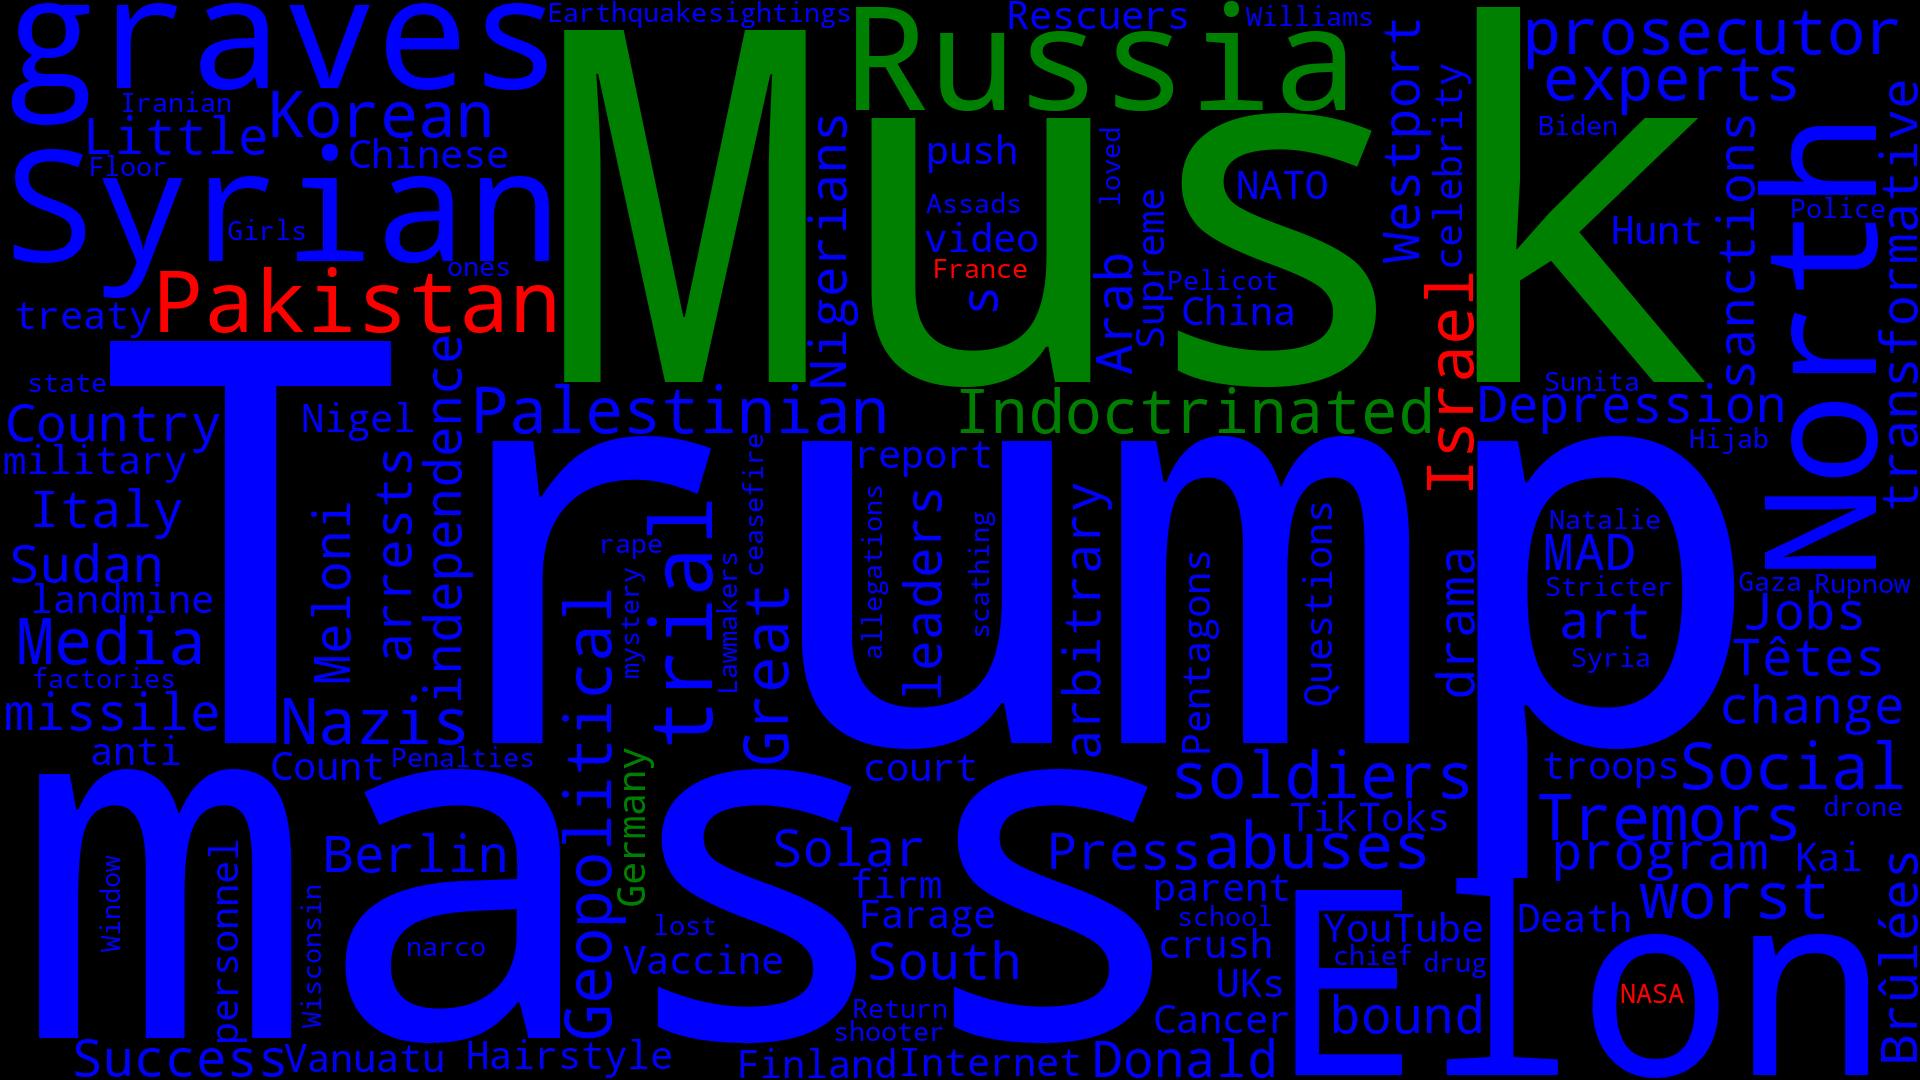 graves
Earthquakesightings
Russia
Rescuers
Williams
prosecutor
experts
Iranian
Korean
Little
Chinese
Floor
Syrian
Girls
ones
Pakistan
treaty
Musk
Nigerians
push
Assads
video
France
s
loved
Arab
Supreme
NATO
Pelicot
China
Westport
celebrity
Israel
Biden
Hunt
sanctions
North
Police
transformative
state
Country
military
Italy
Sudan
landmine
Media
factories
missile
anti
Trump
Nigel
Meloni
arrests
independence
Palestinian
Indoctrinated
Depression
Sunita
Hijab
Nazis
Count
Penalties
Geopolitical
rape
mystery
trial
Lawmakers
ceasefire
Great
report
allegations
leaders
scathing
arbitrary
Pentagons
Questions
drama
Natalie
MAD
Stricter
art
Syria
Gaza
Rupnow
Jobs
Têtes
change
court
soldiers
troops
Social
TikToks
Tremors
drone
program
Kai
mass
Window
personnel
Wisconsin
Berlin
narco
Germany
Solar
firm
Farage
lost
Vaccine
South
Return
shooter
Press
abuses
parent
school
crush
UKs
Cancer
Elon
YouTube
chief
drug
bound
Death
worst
NASA
Brûlées
Success
Vanuatu
Hairstyle
Finland
Internet
Donald